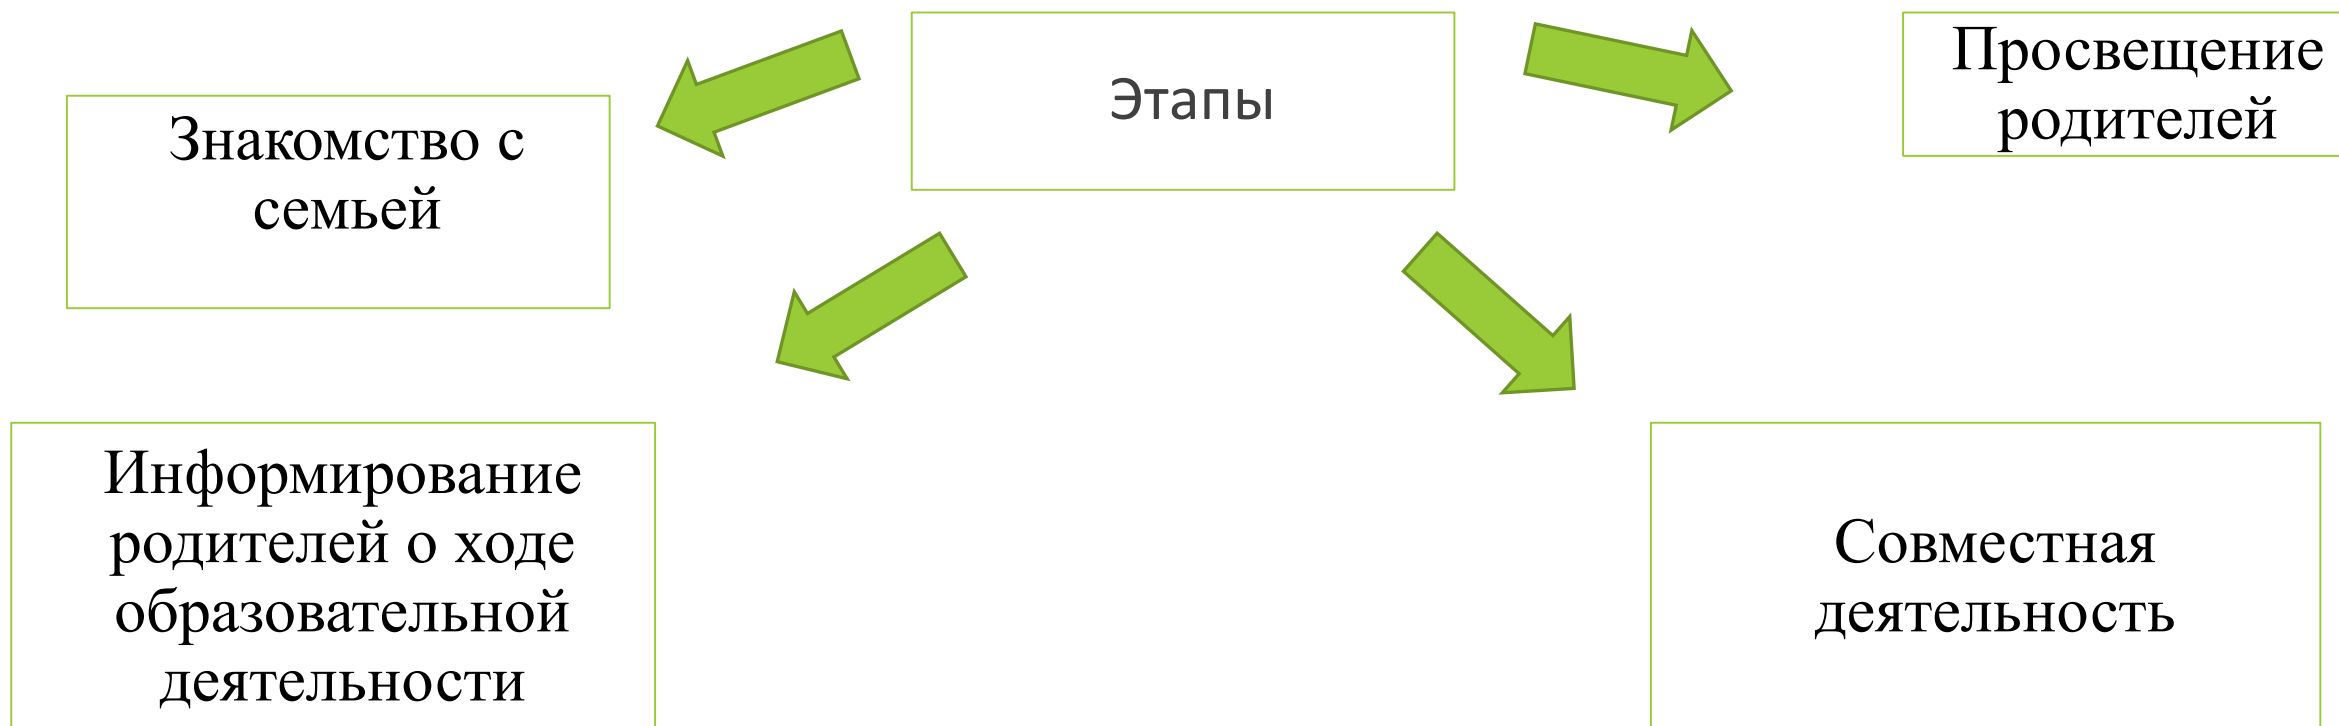 Этапы
Знакомство с
семьей
Просвещение
родителей
Информирование
родителей о ходе
образовательной
деятельности
Совместная
деятельность